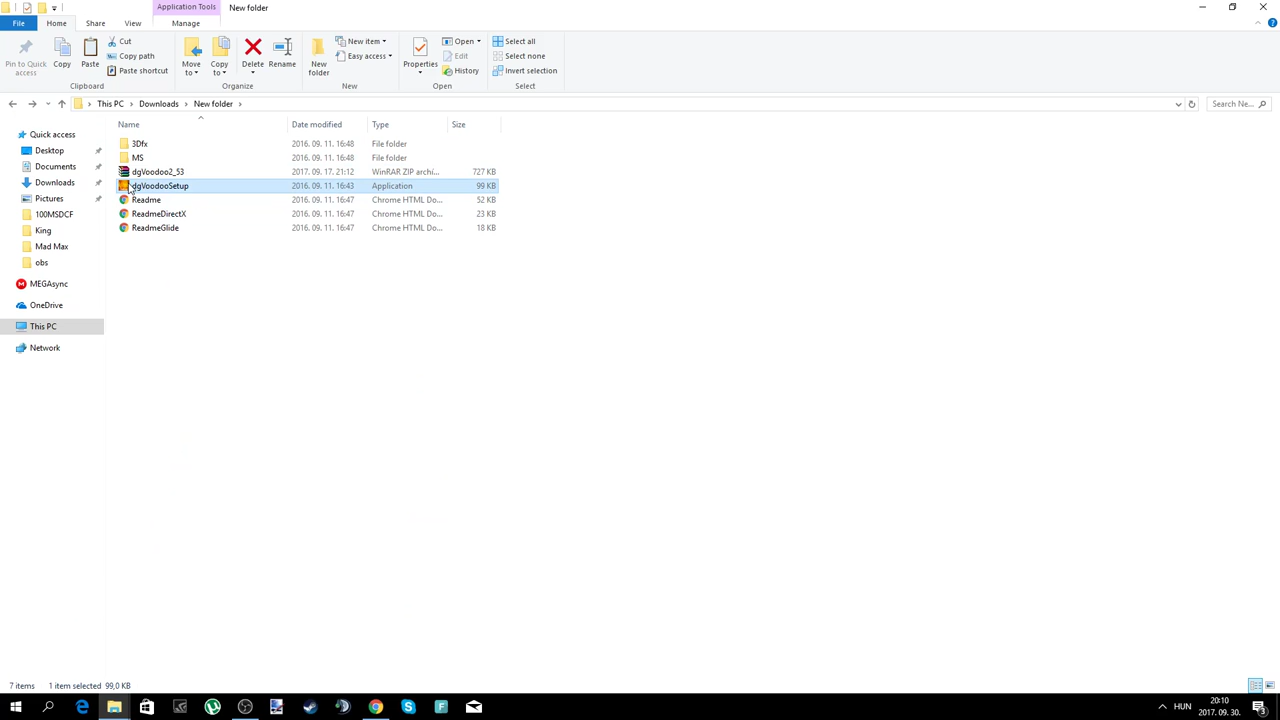 Application Tools
New folder
File
Home
Share
View
Manage
Pin to Quick access
Copy
Paste
Cut
Copy path
Paste shortcut
Clipboard
Move to
Copy to
Delete
Rename
Organize
New folder
New item
Easy access
New
Properties
Open
Edit
History
Open
Select all
Select none
Invert selection
Select
This PC > Downloads > New folder >
Search Ne...
Name Date modified Type Size
3Dfx 2016. 09. 11. 16:48 File folder
MS 2016. 09. 11. 16:48 File folder
dgVoodoo2_53 2017. 09. 17. 21:12 WinRAR ZIP archí... 727 KB
dgVoodooSetup 2016. 09. 11. 16:43 Application 99 KB
Readme 2016. 09. 11. 16:47 Chrome HTML Do... 52 KB
ReadmeDirectX 2016. 09. 11. 16:47 Chrome HTML Do... 23 KB
ReadmeGlide 2016. 09. 11. 16:47 Chrome HTML Do... 18 KB
Quick access
Desktop
Documents
Downloads
Pictures
100MSDCF
King
Mad Max
obs
MEGAsync
OneDrive
This PC
Network
7 items 1 item selected 99,0 KB
HUN
20:10
2017. 09. 30.
3